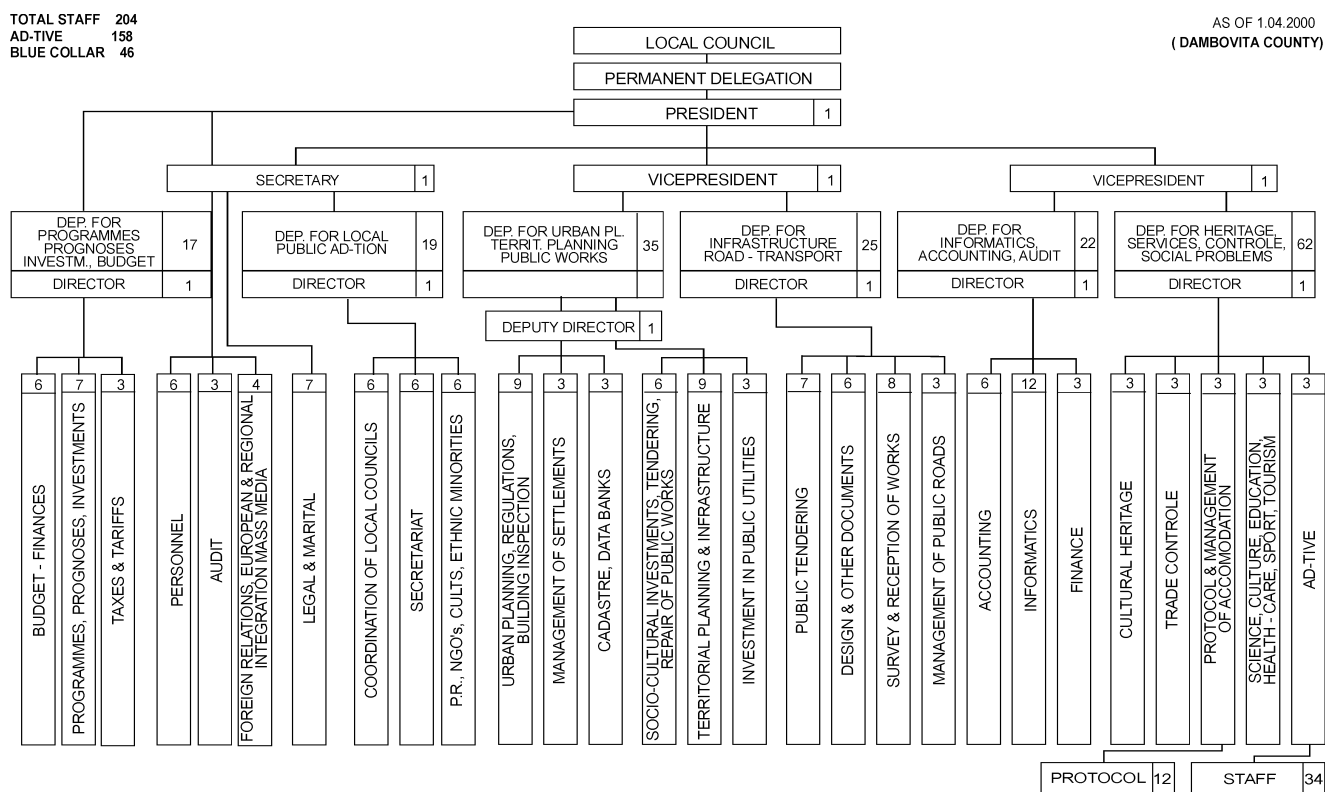 TOTAL STAFF 204
AD-TIVE 158
BLUE COLLAR 46
AS OF 1.04.2000
( DAMBOVITA COUNTY)
LOCAL COUNCIL
PERMANENT DELEGATION
PRESIDENT 1
SECRETARY 1
VICEPRESIDENT 1
VICEPRESIDENT 1
DEP. FOR
PROGRAMMES
PROGNOSES
INVESTM., BUDGET
17
DIRECTOR 1
DEP. FOR LOCAL
PUBLIC AD-TION
19
DIRECTOR 1
DEP. FOR URBAN PL.
TERRIT. PLANNING
PUBLIC WORKS
35
DIRECTOR
DEP. FOR
INFRASTRUCTURE
ROAD - TRANSPORT
25
DIRECTOR 1
DEP. FOR
INFORMATICS,
ACCOUNTING, AUDIT
22
DIRECTOR 1
DEP. FOR HERITAGE,
SERVICES, CONTROLE,
SOCIAL PROBLEMS
62
DIRECTOR 1
DEPUTY DIRECTOR 1
6
BUDGET - FINANCES
7
PROGRAMMES, PROGNOSES, INVESTMENTS
3
TAXES & TARIFFS
6
PERSONNEL
3
AUDIT
4
FOREIGN RELATIONS, EUROPEAN & REGIONAL
INTEGRATION MASS MEDIA
7
LEGAL & MARITAL
6
COORDINATION OF LOCAL COUNCILS
6
SECRETARIAT
6
P.R., NGO's, CULTS, ETHNIC MINORITIES
9
URBAN PLANNING, REGULATIONS,
BUILDING INSPECTION
3
MANAGEMENT OF SETTLEMENTS
3
CADASTRE, DATA BANKS
6
SOCIO-CULTURAL INVESTMENTS, TENDERING,
REPAIR OF PUBLIC WORKS
9
TERRITORIAL PLANNING & INFRASTRUCTURE
3
INVESTMENT IN PUBLIC UTILITIES
7
PUBLIC TENDERING
6
DESIGN & OTHER DOCUMENTS
8
SURVEY & RECEPTION OF WORKS
3
MANAGEMENT OF PUBLIC ROADS
6
ACCOUNTING
12
INFORMATICS
3
FINANCE
3
CULTURAL HERITAGE
3
TRADE CONTROLE
3
PROTOCOL & MANAGEMENT
OF ACCOMODATION
3
SCIENCE, CULTURE, EDUCATION,
HEALTH - CARE, SPORT, TOURISM
3
AD-TIVE
PROTOCOL 12
STAFF 34